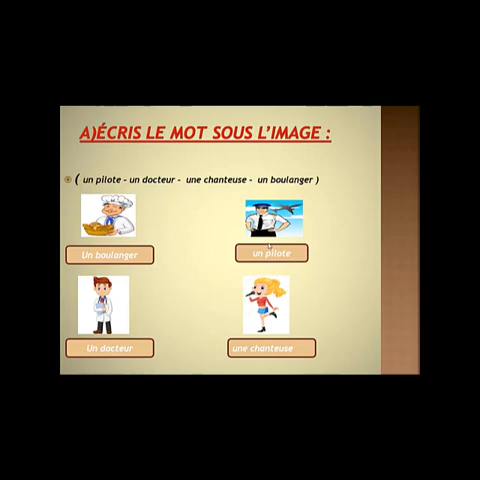 A)ÉCRIS LE MOT SOUS L'IMAGE :
( un pilote - un docteur - une chanteuse - un boulanger )
Un boulanger
un pilote
Un docteur
une chanteuse